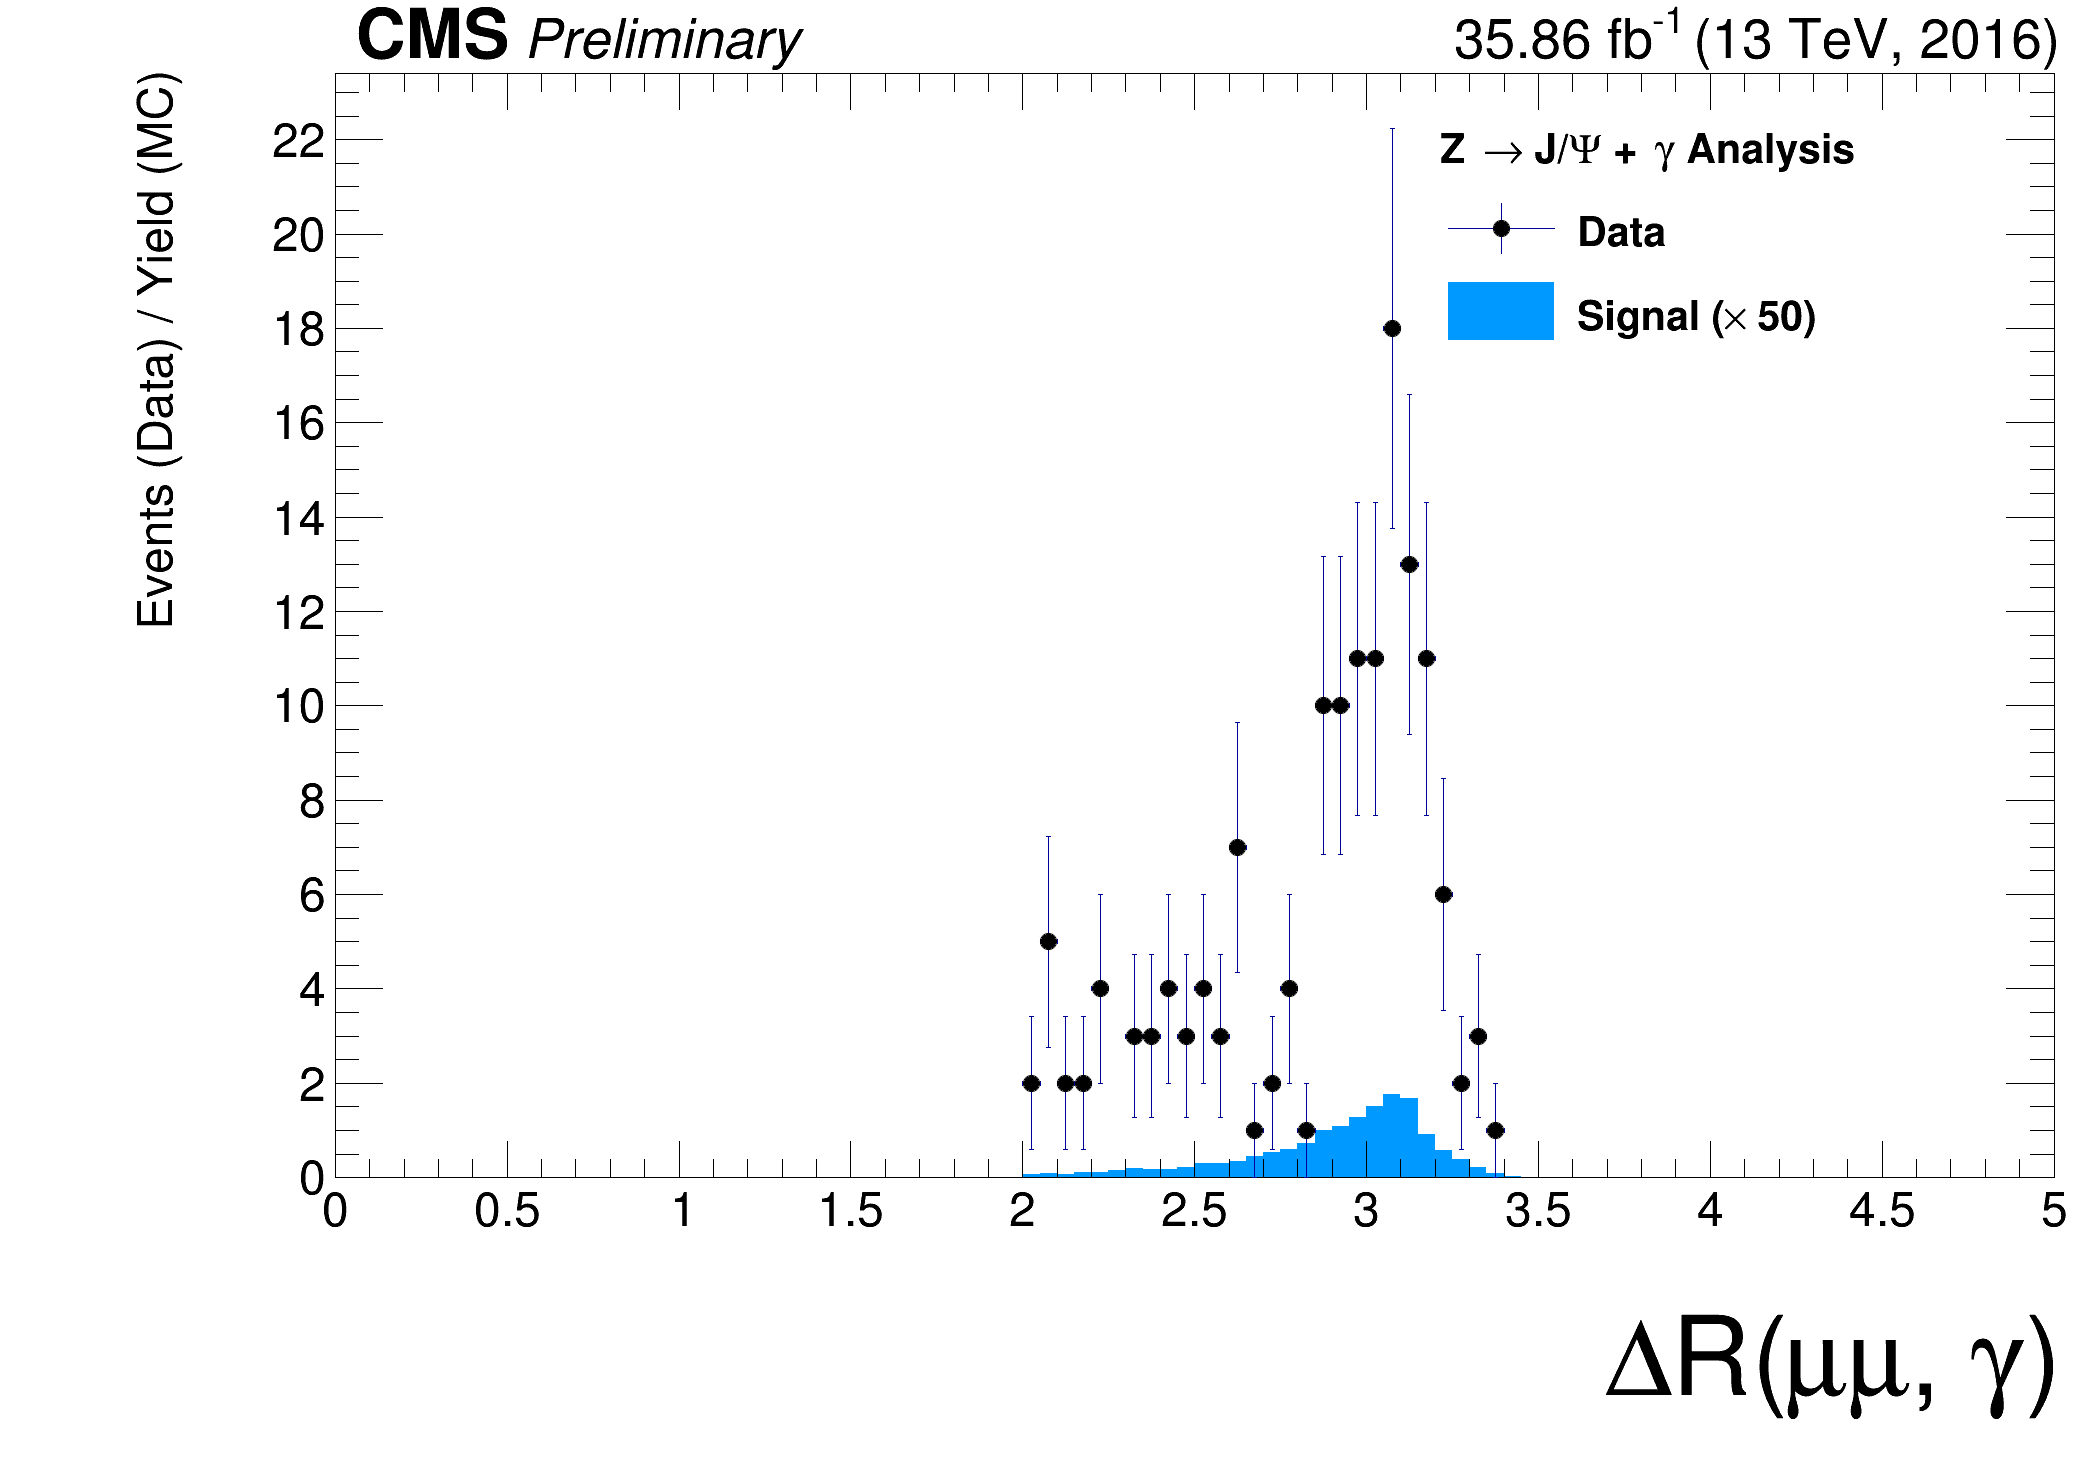 CMS Preliminary 35.86 fb⁻¹ (13 TeV, 2016)
Events (Data) / Yield (MC)
Z → J/Ψ + γ Analysis
Data
Signal (× 50)
22
20
18
16
14
12
10
8
6
4
2
0
0 0.5 1 1.5 2 2.5 3 3.5 4 4.5 5
ΔR(μμ, γ)